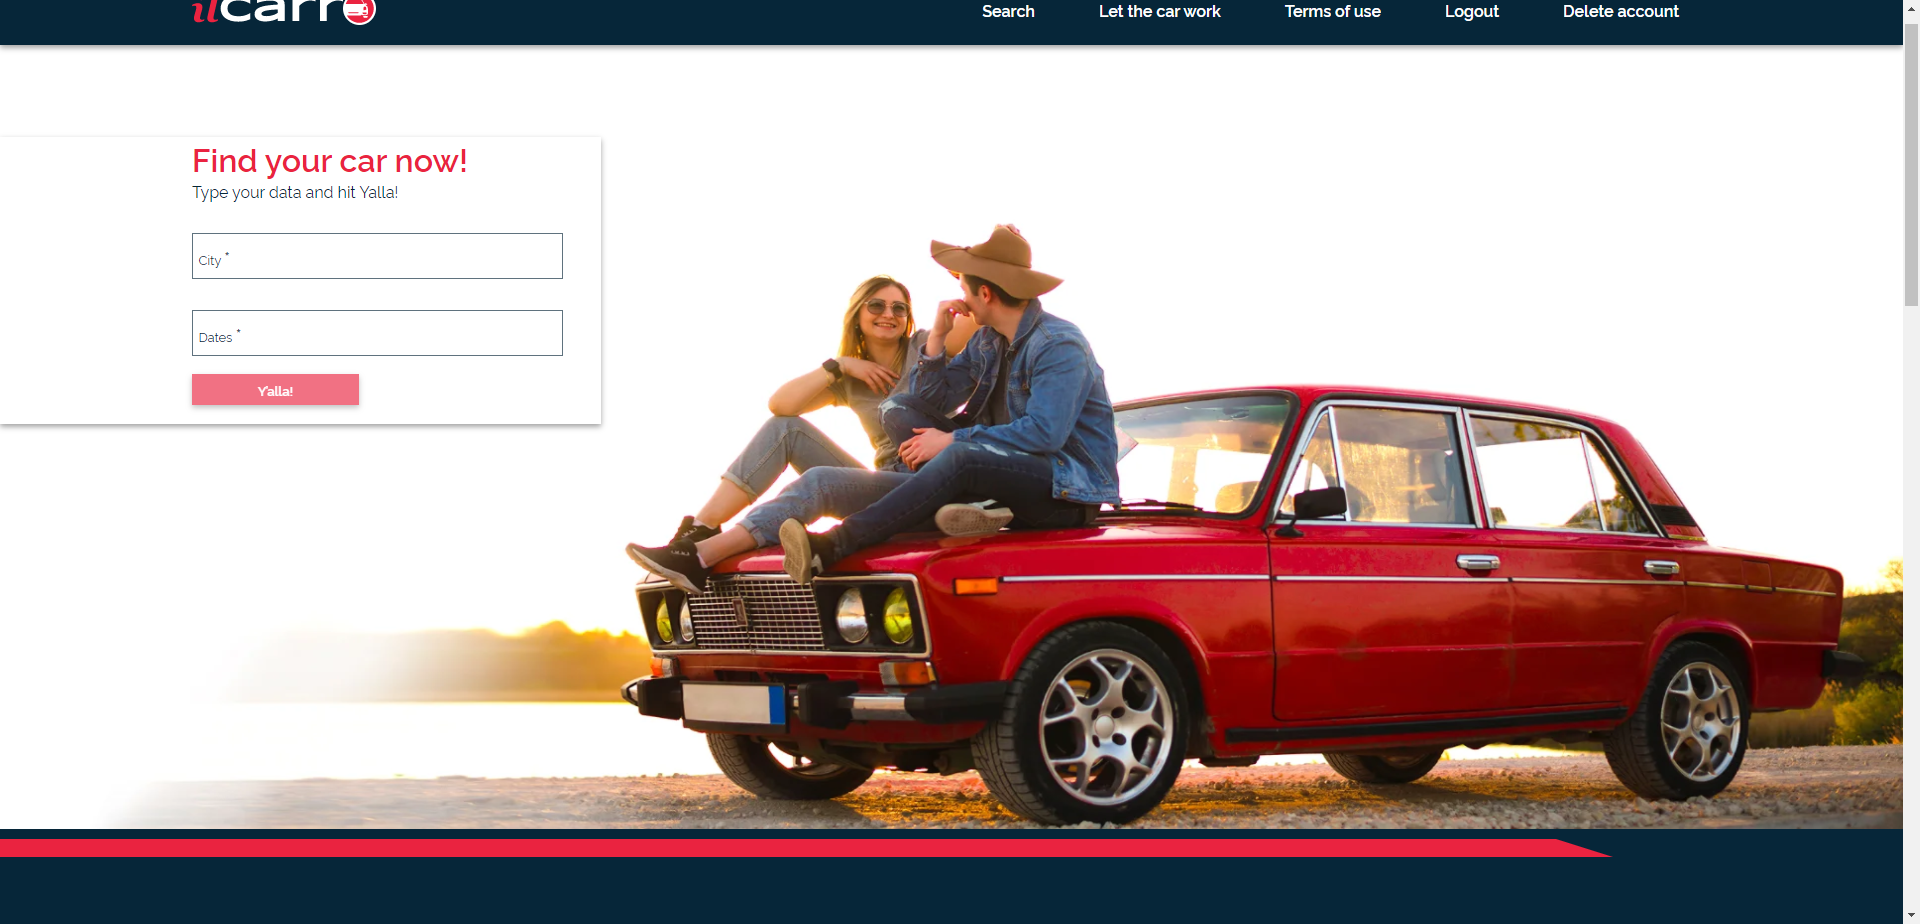 ilcarro
Search
Let the car work
Terms of use
Logout
Delete account
Find your car now!
Type your data and hit Yalla!
City *
Dates *
Y'alla!